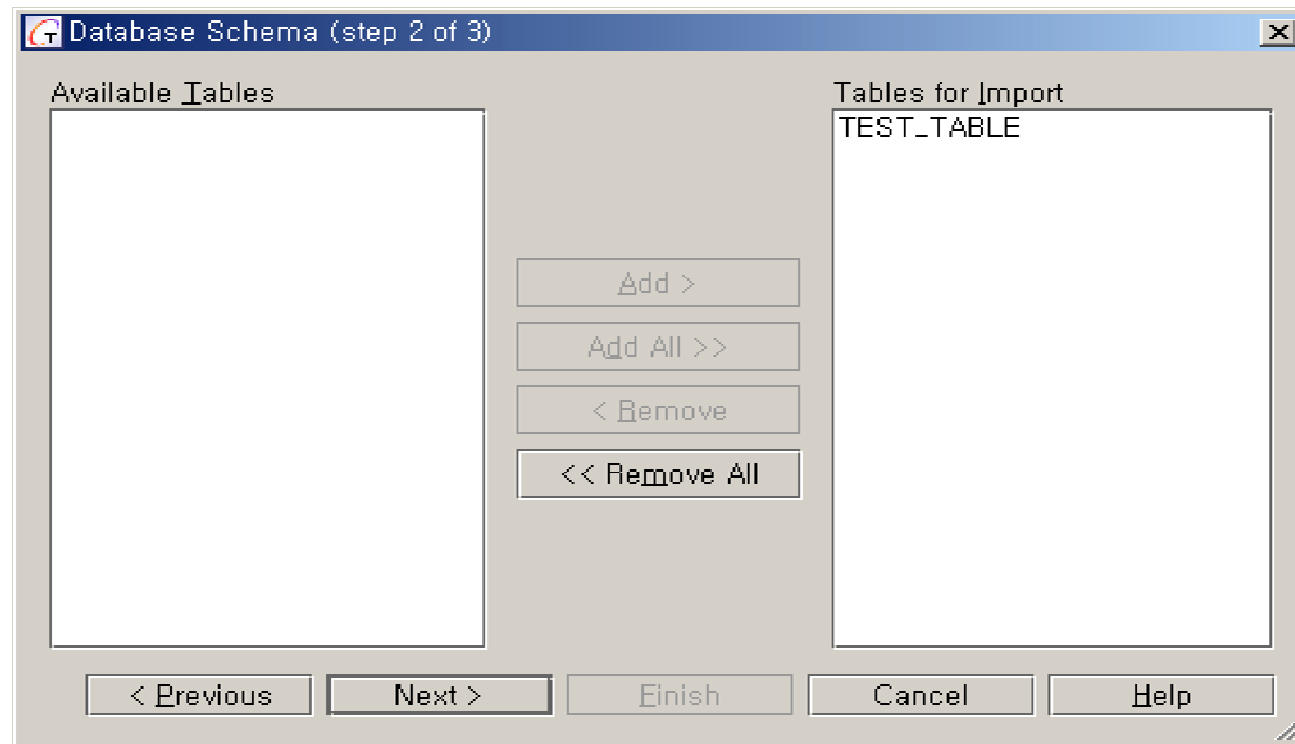 Database Schema (step 2 of 3)
Available Tables
Tables for Import
TEST_TABLE
Add >
Add All >>
< Remove
<< Remove All
< Previous
Next >
Finish
Cancel
Help